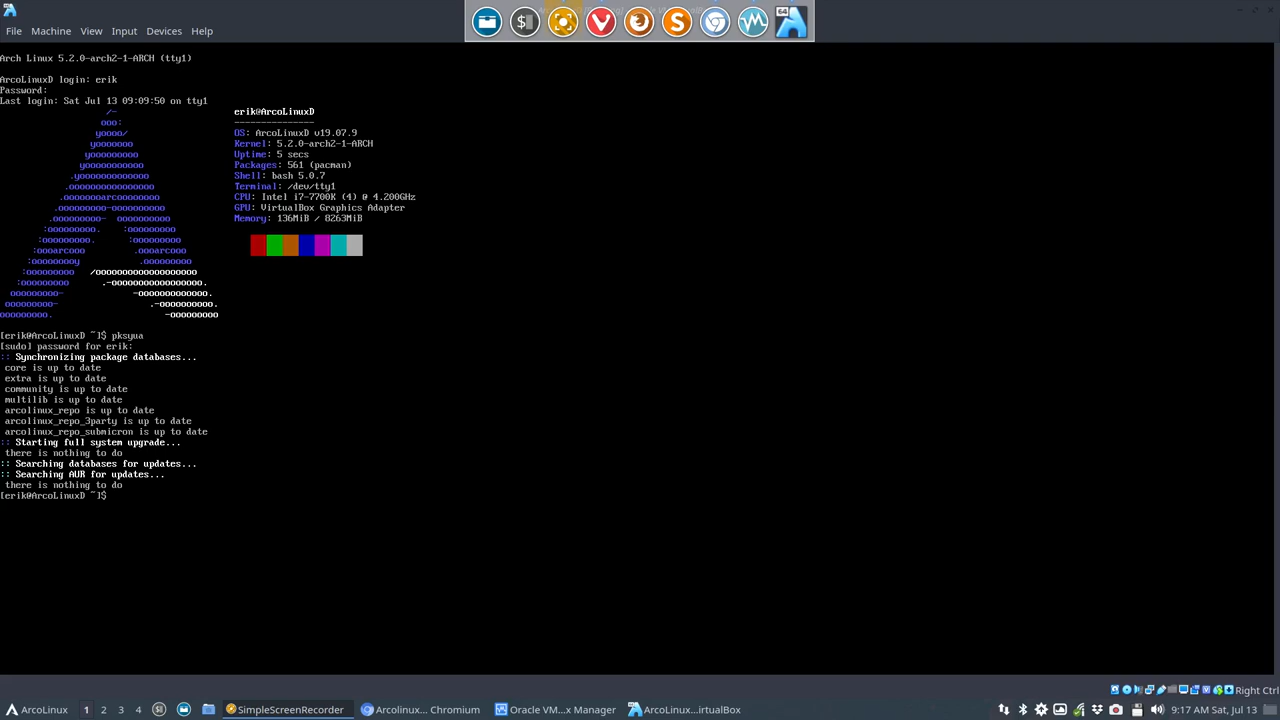 File Machine View Input Devices Help
Arch Linux 5.2.0-arch2-1-ARCH (tty1)
ArcoLinuxD login: erik
Password:
Last login: Sat Jul 13 09:09:50 on tty1
erik@ArcoLinuxD
---------------
OS: ArcoLinuxD v19.07.9
Kernel: 5.2.0-arch2-1-ARCH
Uptime: 5 secs
Packages: 561 (pacman)
Shell: bash 5.0.7
Terminal: /dev/tty1
CPU: Intel i7-7700K (4) @ 4.200GHz
GPU: VirtualBox Graphics Adapter
Memory: 136MiB / 8263MiB
[erik@ArcoLinuxD ~]$ pksyua
[sudo] password for erik:
:: Synchronizing package databases...
core is up to date
extra is up to date
community is up to date
multilib is up to date
arcolinux_repo is up to date
arcolinux_repo_3party is up to date
arcolinux_repo_submicron is up to date
:: Starting full system upgrade...
there is nothing to do
:: Searching databases for updates...
:: Searching AUR for updates...
there is nothing to do
[erik@ArcoLinuxD ~]$
Right Ctrl
ArcoLinux 1 2 3 4 SimpleScreenRecorder Arcolinux... Chromium Oracle VM...x Manager ArcoLinux...irtualBox 9:17 AM Sat, Jul 13